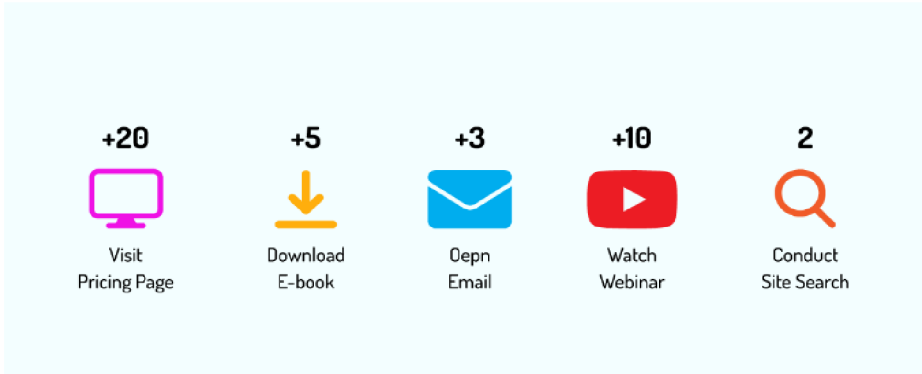 +20
+5
+3
+10
2
Visit
Pricing Page
Download
E-book
Oepn
Email
Watch
Webinar
Conduct
Site Search